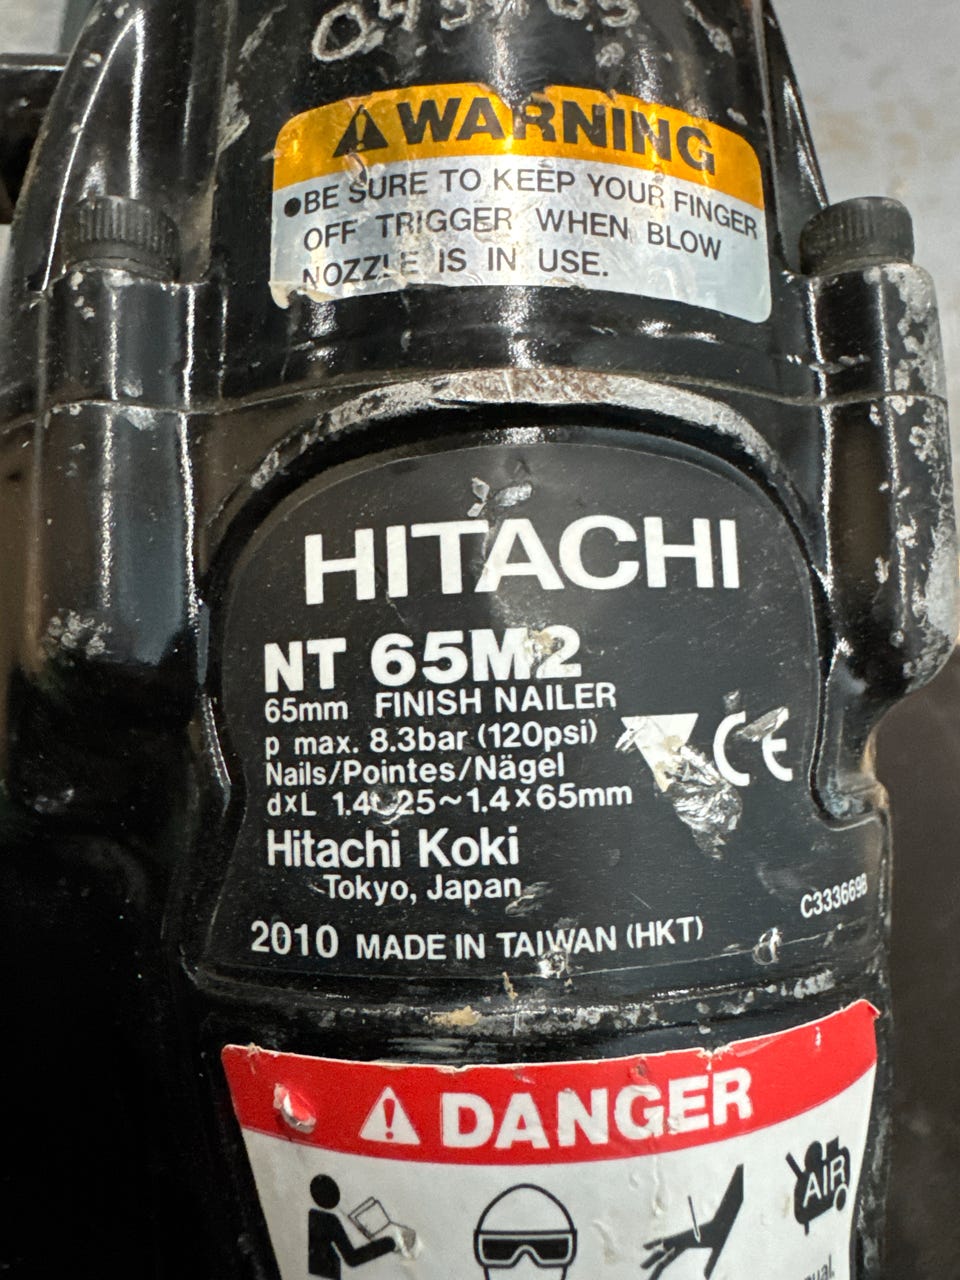 WARNING
●BE SURE TO KEEP YOUR FINGER
OFF TRIGGER WHEN BLOW
NOZZLE IS IN USE.
HITACHI
NT 65M2
65mm FINISH NAILER
p max. 8.3bar (120psi)
CE
Nails/Pointes/Nägel
d×L 1.4 25~1.4×65mm
Hitachi Koki
Tokyo, Japan
C333669B
2010 MADE IN TAIWAN (HKT)
DANGER
AIR